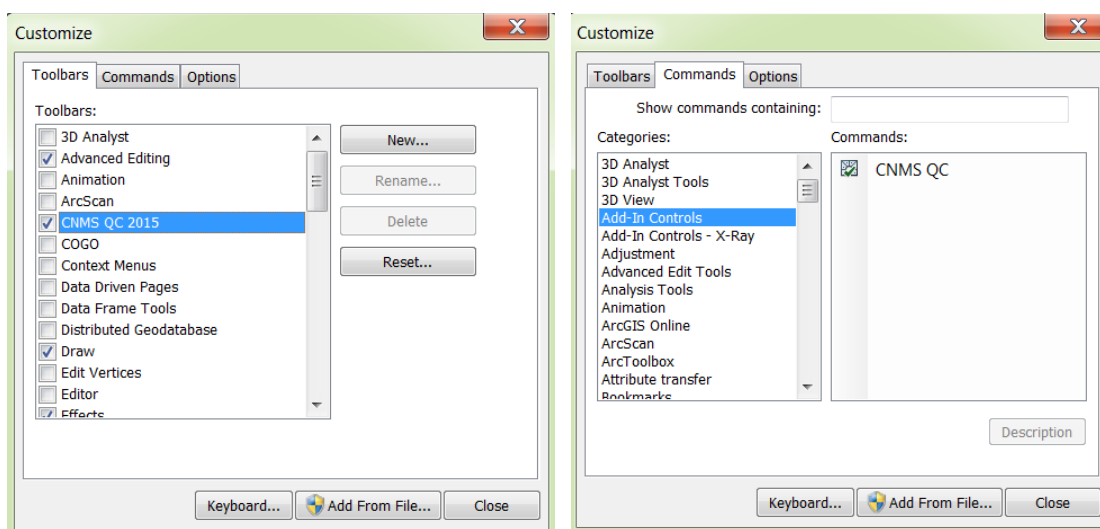 Customize
Toolbars Commands Options
Toolbars:
3D Analyst
Advanced Editing
Animation
ArcScan
CNMS QC 2015
COGO
Context Menus
Data Driven Pages
Data Frame Tools
Distributed Geodatabase
Draw
Edit Vertices
Editor
Effects
New...
Rename...
Delete
Reset...
Keyboard... Add From File... Close
Customize
Toolbars Commands Options
Show commands containing:
Categories:
3D Analyst
3D Analyst Tools
3D View
Add-In Controls
Add-In Controls - X-Ray
Adjustment
Advanced Edit Tools
Analysis Tools
Animation
ArcGIS Online
ArcScan
ArcToolbox
Attribute transfer
Bookmarks
Commands:
CNMS QC
Description
Keyboard... Add From File... Close